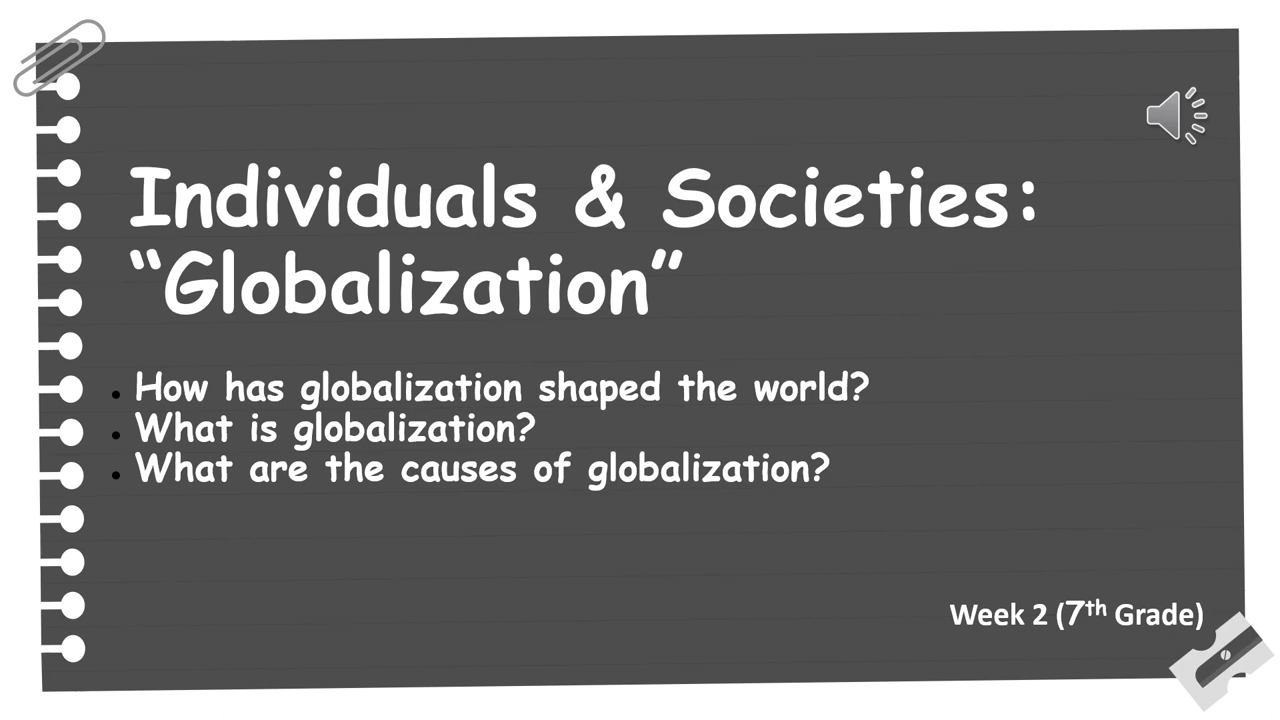 Individuals & Societies:
“Globalization”
• How has globalization shaped the world?
• What is globalization?
• What are the causes of globalization?
Week 2 (7th Grade)